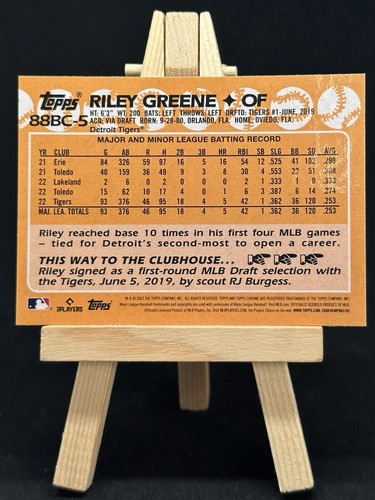 Topps RILEY GREENE ✦ OF
88BC-5 HT: 6'3" WT: 200 BATS: LEFT THROWS: LEFT DRFTD: TIGERS #1-JUNE, 2019
ACQ. VIA DRAFT BORN: 9-28-00, ORLANDO, FLA. HOME: OVIEDO, FLA.
Detroit Tigers®
MAJOR AND MINOR LEAGUE BATTING RECORD
YR CLUB G AB R H 2B 3B HR RBI SB SLG BB SO AVG
21 Erie 84 326 59 97 16 5 16 54 12 .525 41 102 .298
21 Toledo 40 159 36 49 9 3 8 30 4 .553 22 51 .308
22 Lakeland 2 6 0 2 0 0 0 2 1 .333 1 0 .333
22 Toledo 15 62 10 17 4 0 1 6 3 .387 6 14 .274
22 Tigers 93 376 46 95 18 4 5 42 1 .362 36 120 .253
MAJ. LEA. TOTALS 93 376 46 95 18 4 5 42 1 .362 36 120 .253
Riley reached base 10 times in his first four MLB games
– tied for Detroit's second-most to open a career.
THIS WAY TO THE CLUBHOUSE...
Riley signed as a first-round MLB Draft selection with
the Tigers, June 5, 2019, by scout RJ Burgess.
PLAYERS Topps